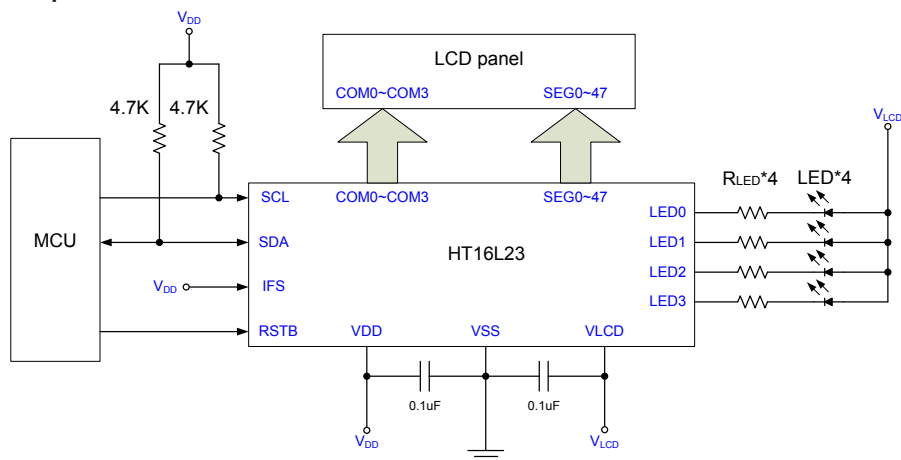 VDD
LCD panel
COM0~COM3 SEG0~47
4.7K 4.7K
VLCD
RLED*4 LED*4
MCU
SCL COM0~COM3 SEG0~47
LED0
SDA
HT16L23
LED1
VDD IFS
LED2
LED3
RSTB VDD VSS VLCD
0.1uF 0.1uF
VDD VLCD